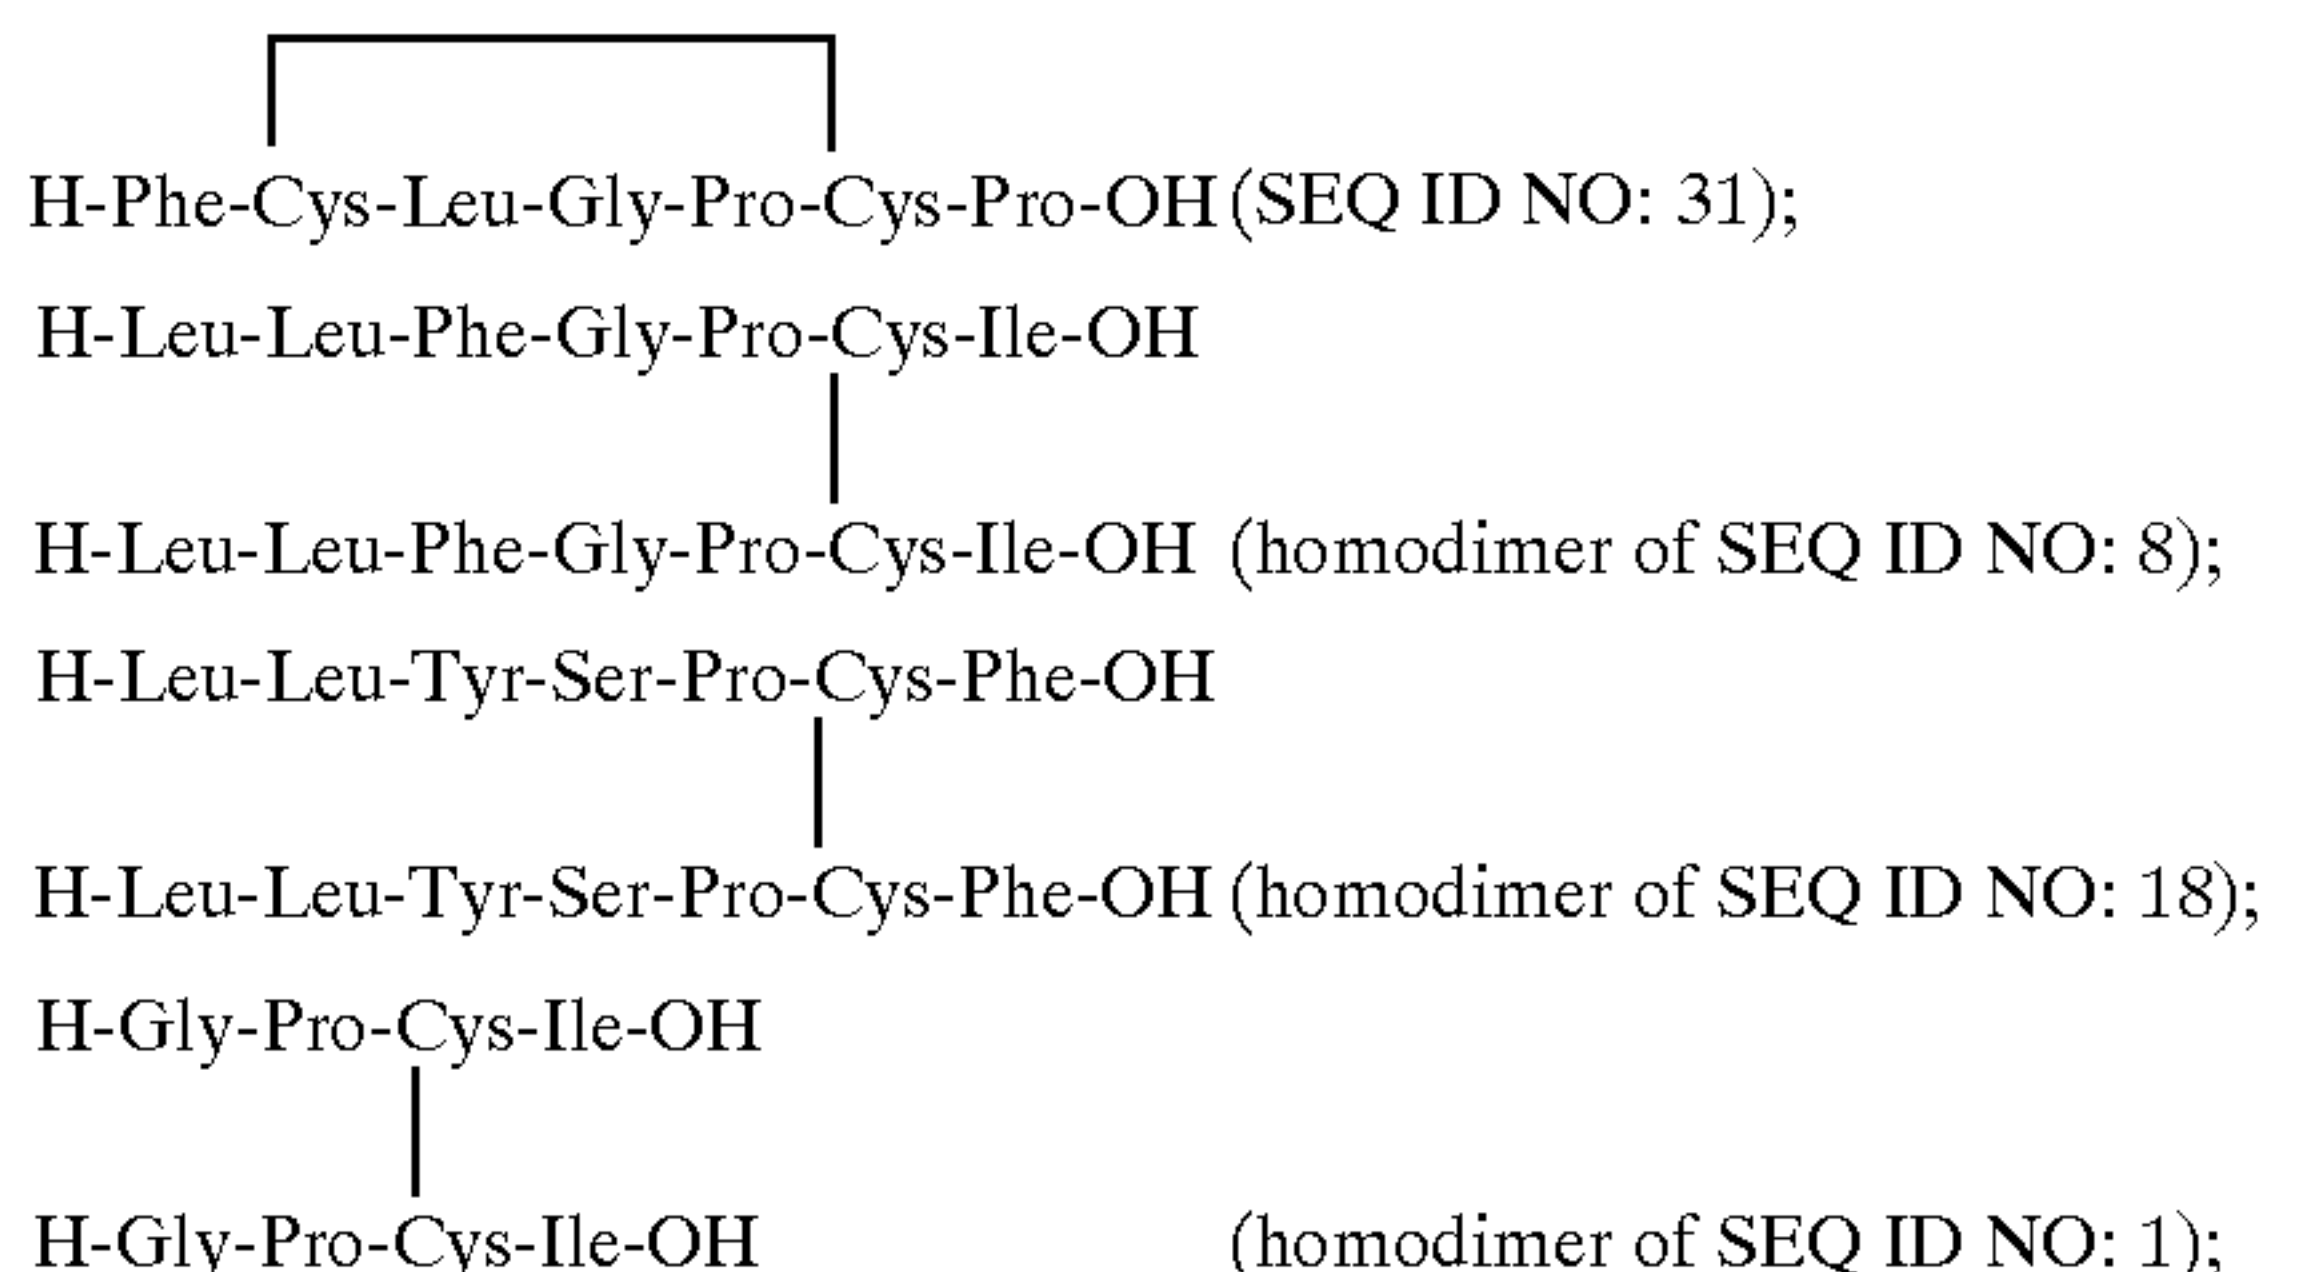 H-Phe-Cys-Leu-Gly-Pro-Cys-Pro-OH (SEQ ID NO: 31);
H-Leu-Leu-Phe-Gly-Pro-Cys-Ile-OH
H-Leu-Leu-Phe-Gly-Pro-Cys-Ile-OH (homodimer of SEQ ID NO: 8);
H-Leu-Leu-Tyr-Ser-Pro-Cys-Phe-OH
H-Leu-Leu-Tyr-Ser-Pro-Cys-Phe-OH (homodimer of SEQ ID NO: 18);
H-Gly-Pro-Cys-Ile-OH
H-Gly-Pro-Cys-Ile-OH (homodimer of SEQ ID NO: 1);